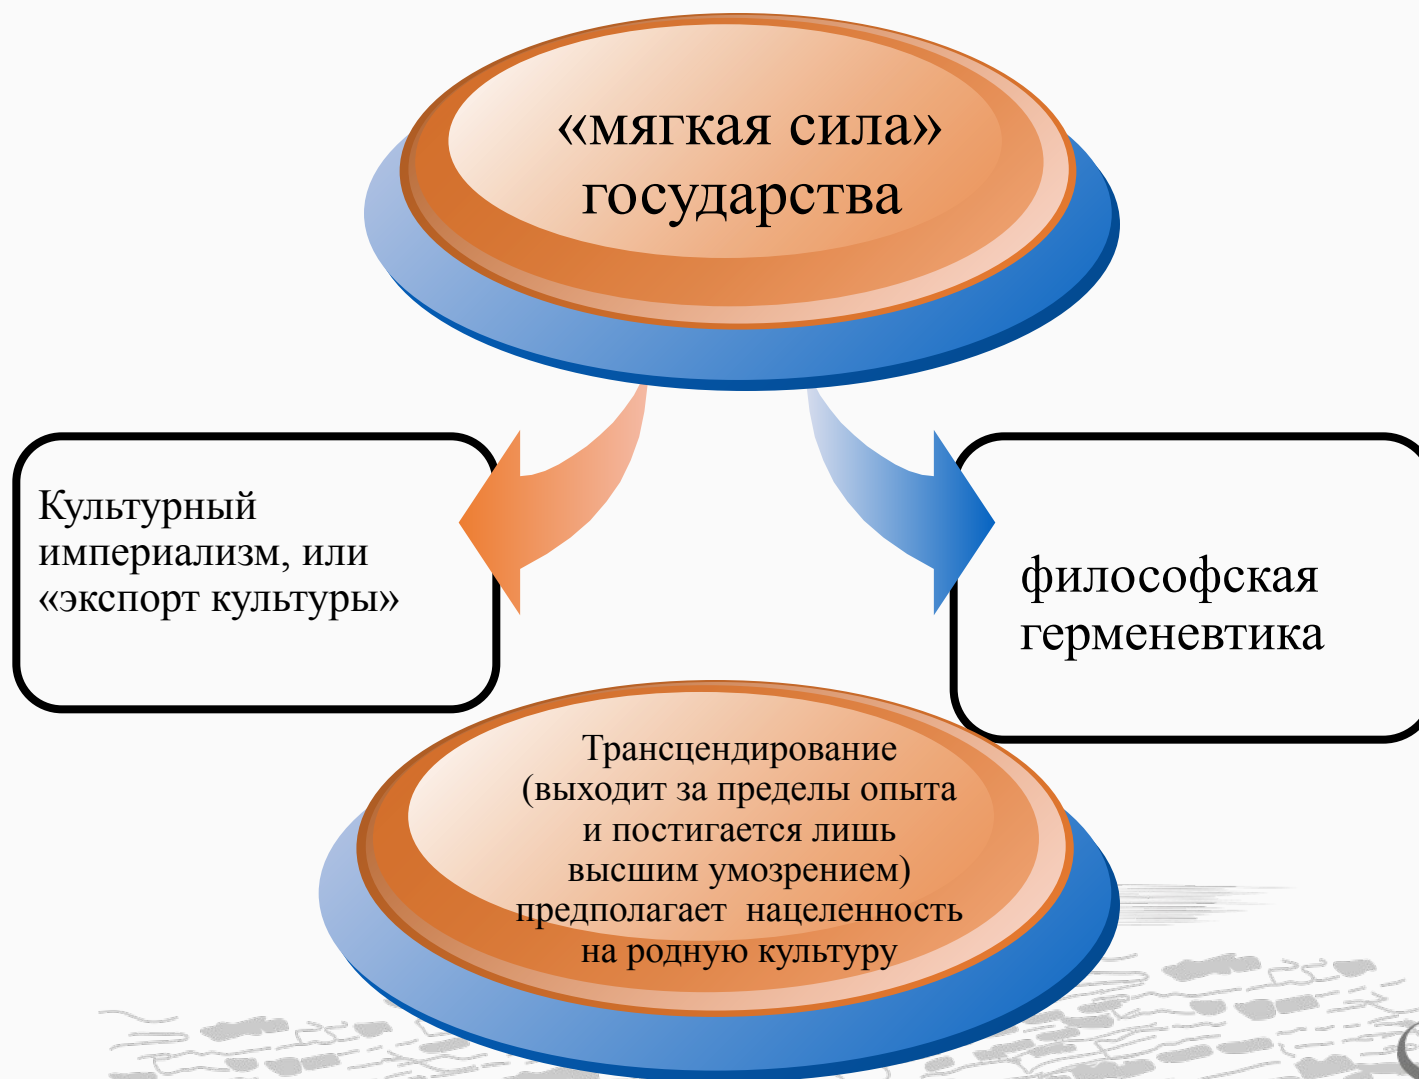 «мягкая сила»
государства
Культурный
империализм, или
«экспорт культуры»
философская
герменевтика
Трансцендирование
(выходит за пределы опыта
и постигается лишь
высшим умозрением)
предполагает нацеленность
на родную культуру